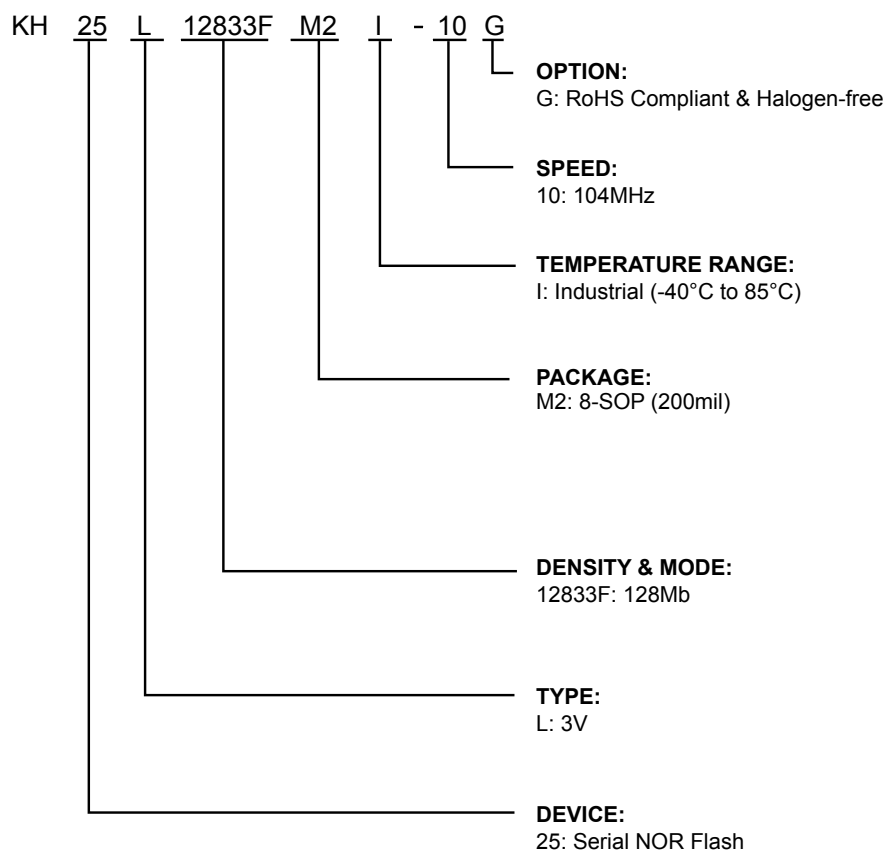 KH 25 L 12833F M2 I - 10 G
OPTION:
G: RoHS Compliant & Halogen-free
SPEED:
10: 104MHz
TEMPERATURE RANGE:
I: Industrial (-40°C to 85°C)
PACKAGE:
M2: 8-SOP (200mil)
DENSITY & MODE:
12833F: 128Mb
TYPE:
L: 3V
DEVICE:
25: Serial NOR Flash